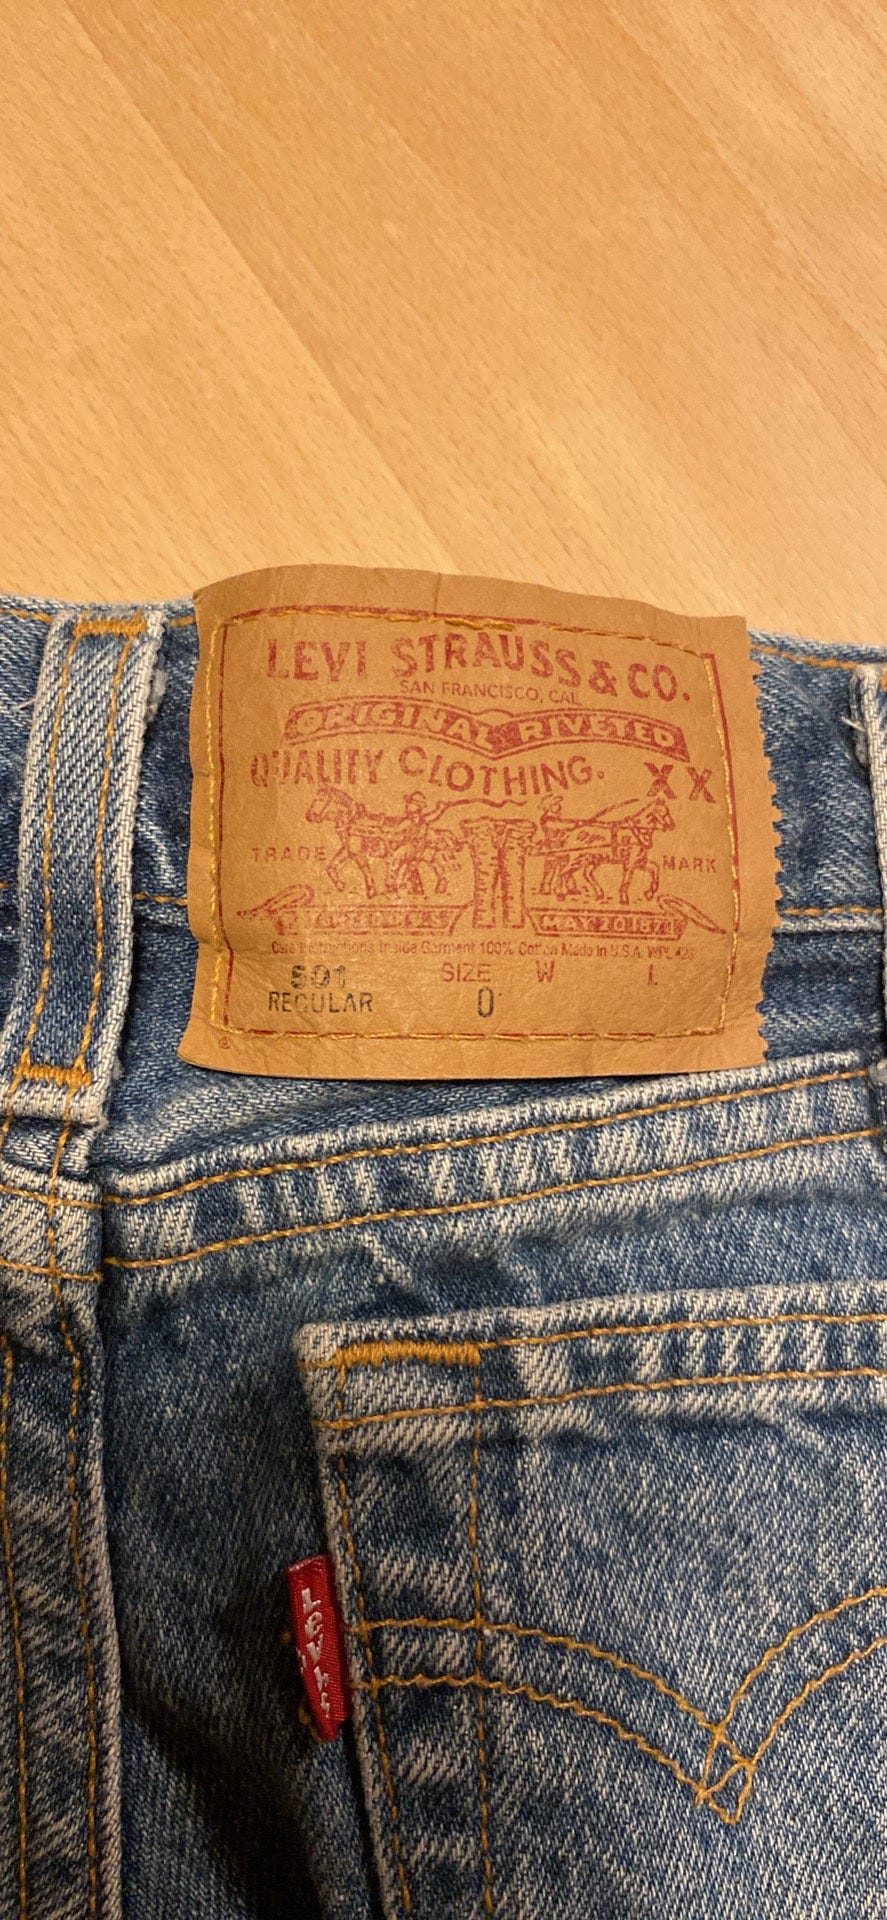 LEVI STRAUSS & CO.
SAN FRANCISCO, CAL.
ORIGINAL RIVETED
QUALITY CLOTHING. XX
TRADE MARK
MAY 20 1873
Care Instructions Inside Garment 100% Cotton Made in U.S.A. WPL 423
501 SIZE W L
REGULAR 0
®
Levi's